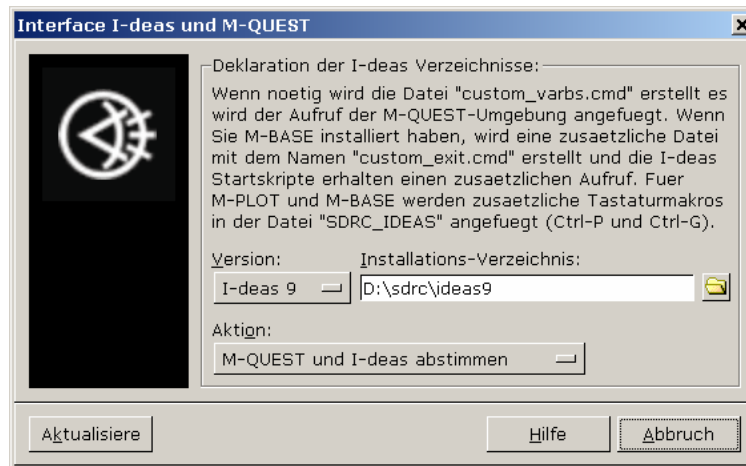 Interface I-deas und M-QUEST
Deklaration der I-deas Verzeichnisse:
Wenn noetig wird die Datei "custom_varbs.cmd" erstellt es
wird der Aufruf der M-QUEST-Umgebung angefuegt. Wenn
Sie M-BASE installiert haben, wird eine zusaetzliche Datei
mit dem Namen "custom_exit.cmd" erstellt und die I-deas
Startskripte erhalten einen zusaetzlichen Aufruf. Fuer
M-PLOT und M-BASE werden zusaetzliche Tastaturmakros
in der Datei "SDRC_IDEAS" angefuegt (Ctrl-P und Ctrl-G).
Version: Installations-Verzeichnis:
I-deas 9 D:\sdrc\ideas9
Aktion:
M-QUEST und I-deas abstimmen
Aktualisiere Hilfe Abbruch